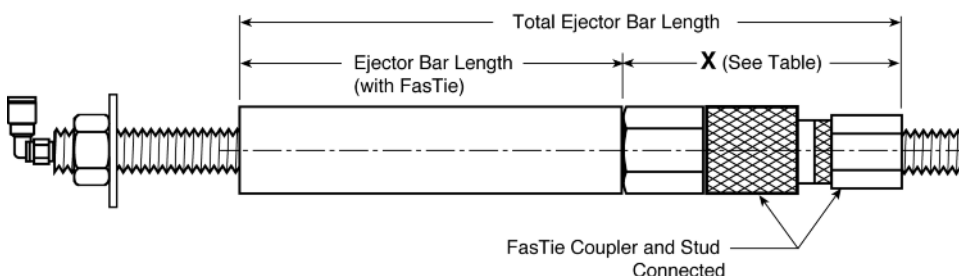 Total Ejector Bar Length
Ejector Bar Length
(with FasTie)
X (See Table)
FasTie Coupler and Stud
Connected